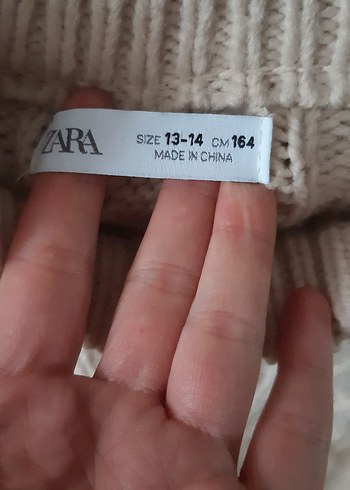 ZARA
SIZE 13-14 CM 164
MADE IN CHINA